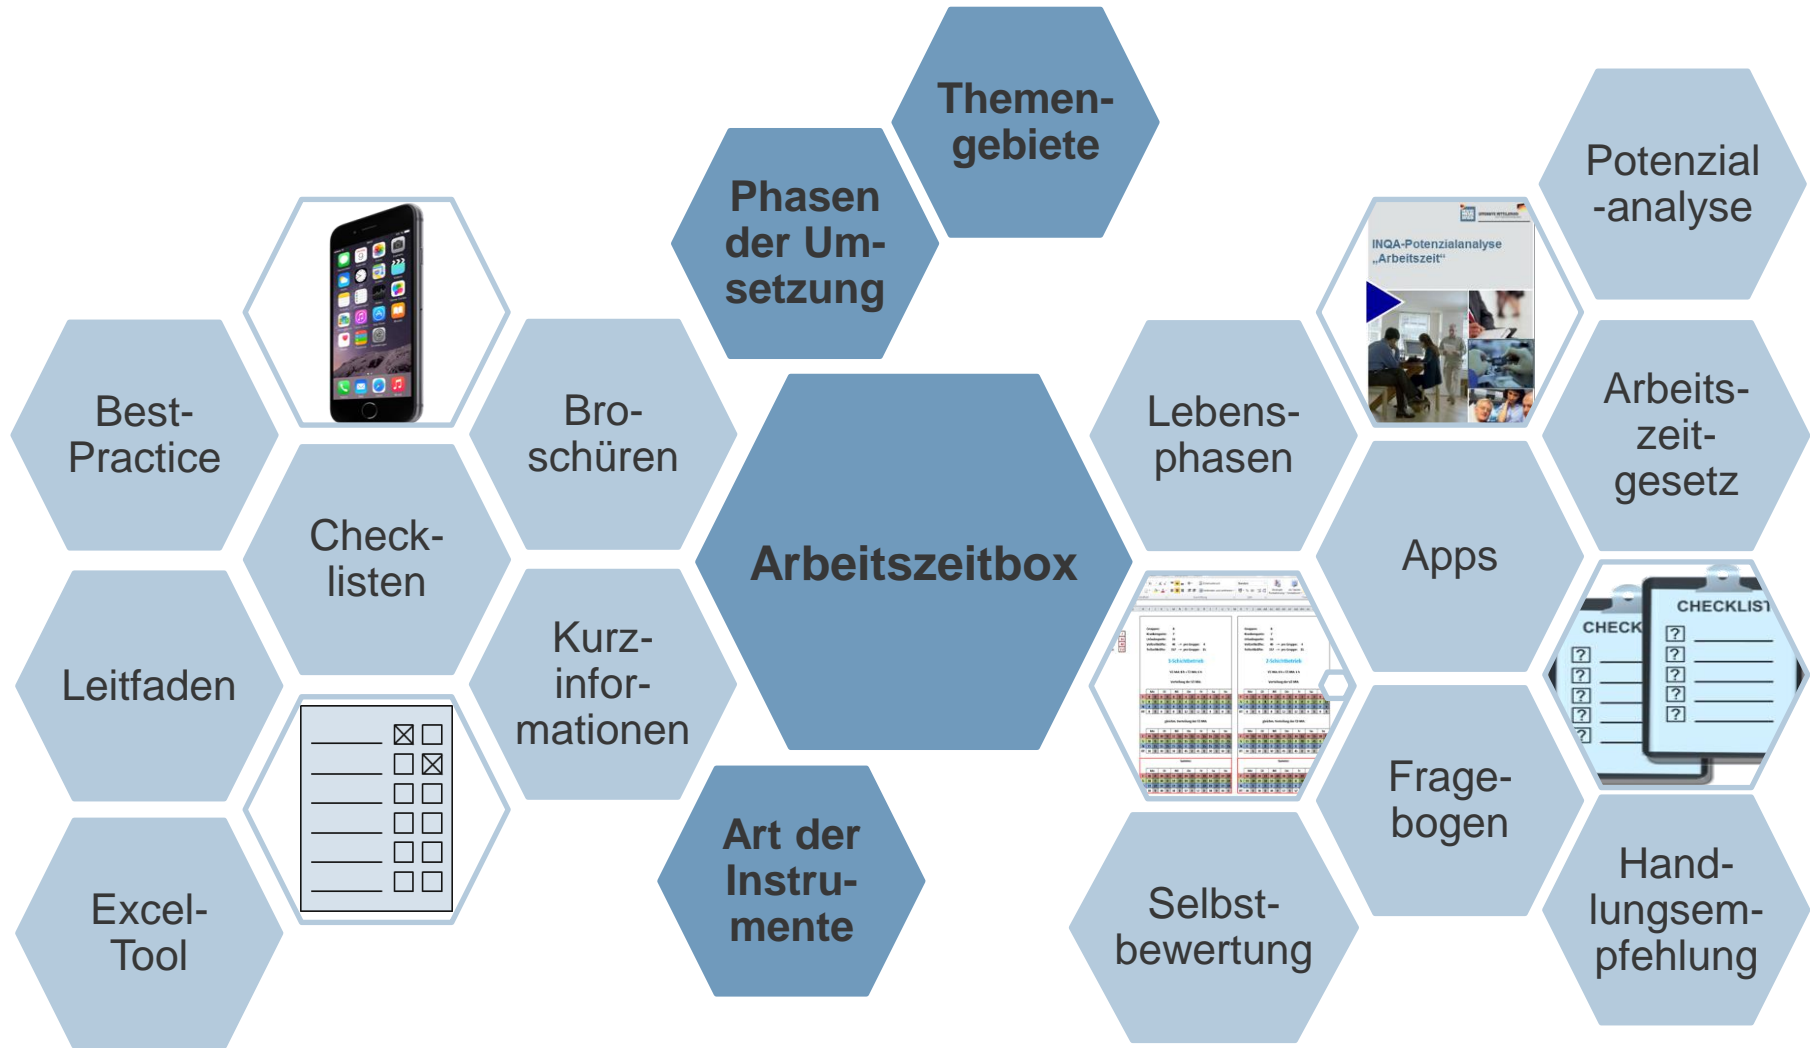 Themen-
gebiete
Phasen
der Um-
setzung
Potenzial
-analyse
INQA-Potenzialanalyse
„Arbeitszeit“
Best-
Practice
Bro-
schüren
Lebens-
phasen
Arbeits-
zeit-
gesetz
Check-
listen
Arbeitszeitbox
Apps
Leitfaden
Kurz-
infor-
mationen
CHECKLIST
CHECK
?
?
?
?
?
?
?
?
?
Frage-
bogen
Art der
Instru-
mente
Excel-
Tool
Selbst-
bewertung
Hand-
lungsem-
pfehlung